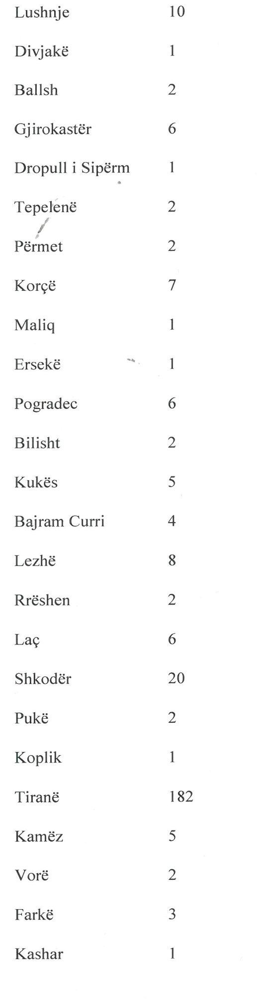 Lushnje 10
Divjakë 1
Ballsh 2
Gjirokastër 6
Dropull i Sipërm 1
Tepelenë 2
Përmet 2
Korçë 7
Maliq 1
Ersekë 1
Pogradec 6
Bilisht 2
Kukës 5
Bajram Curri 4
Lezhë 8
Rrëshen 2
Laç 6
Shkodër 20
Pukë 2
Koplik 1
Tiranë 182
Kamëz 5
Vorë 2
Farkë 3
Kashar 1